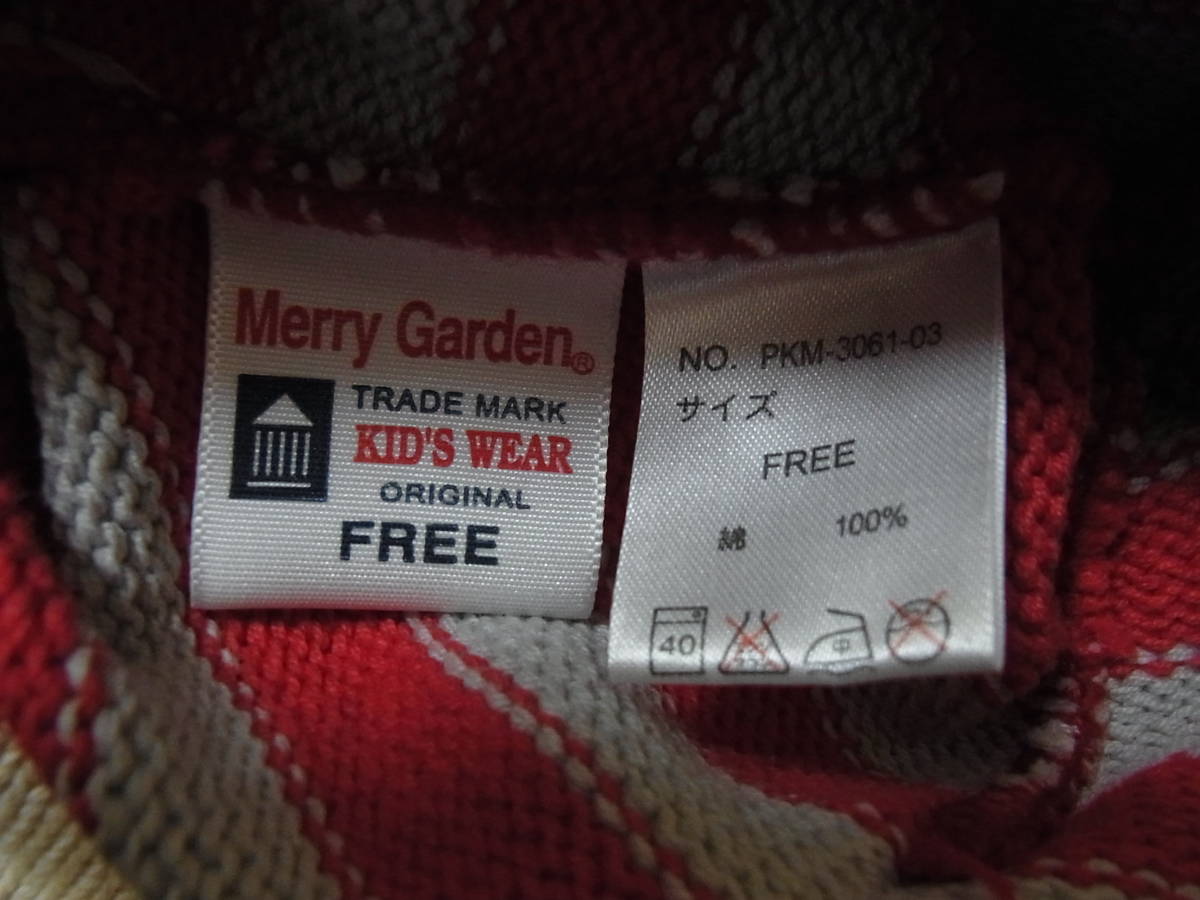 Merry Garden®
TRADE MARK
KID'S WEAR
ORIGINAL
FREE
NO. PKM-3061-03
サイズ
FREE
綿 100%
40 中